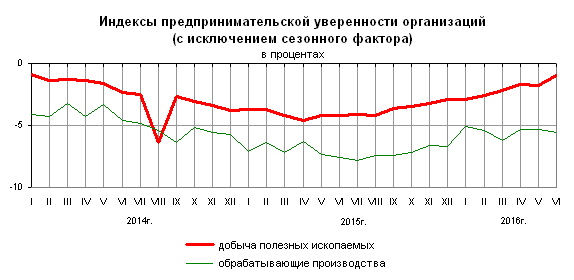 Индексы предпринимательской уверенности организаций
(с исключением сезонного фактора)
в процентах
0
-5
-10
I II III IV V VI VII VIII IX X XI XII I II III IV V VI VII VIII IX X XI XII I II III IV V VI
2014г. 2015г. 2016г.
добыча полезных ископаемых
обрабатывающие производства